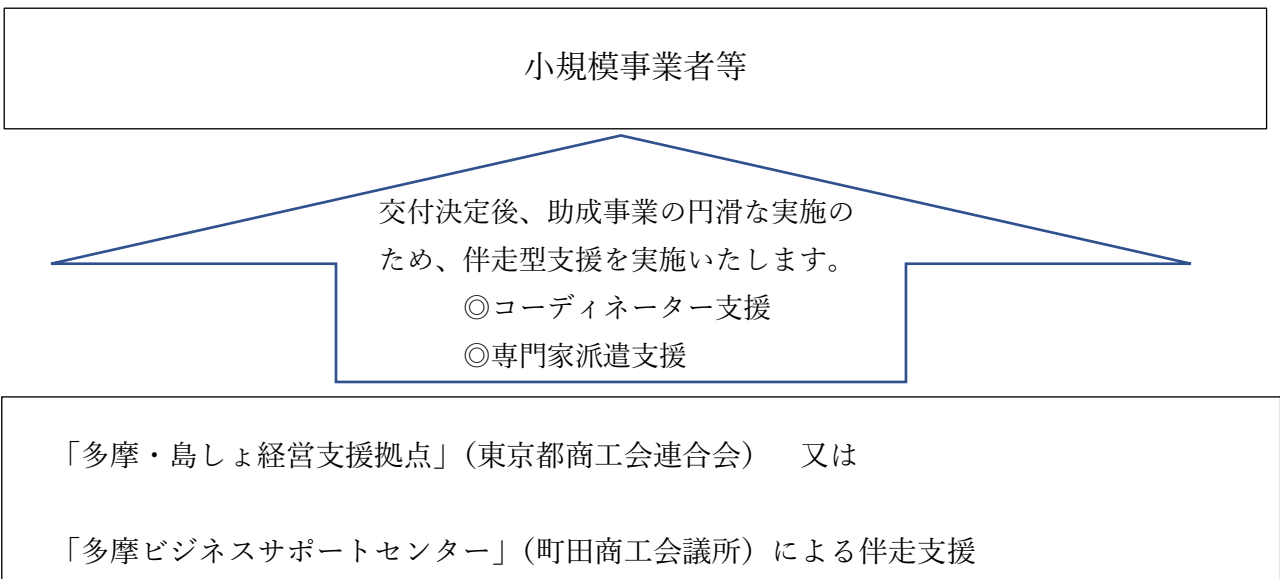 小規模事業者等
交付決定後、助成事業の円滑な実施の
ため、伴走型支援を実施いたします。
◎コーディネーター支援
◎専門家派遣支援
「多摩・島しょ経営支援拠点」（東京都商工会連合会）　又は
「多摩ビジネスサポートセンター」（町田商工会議所）による伴走支援